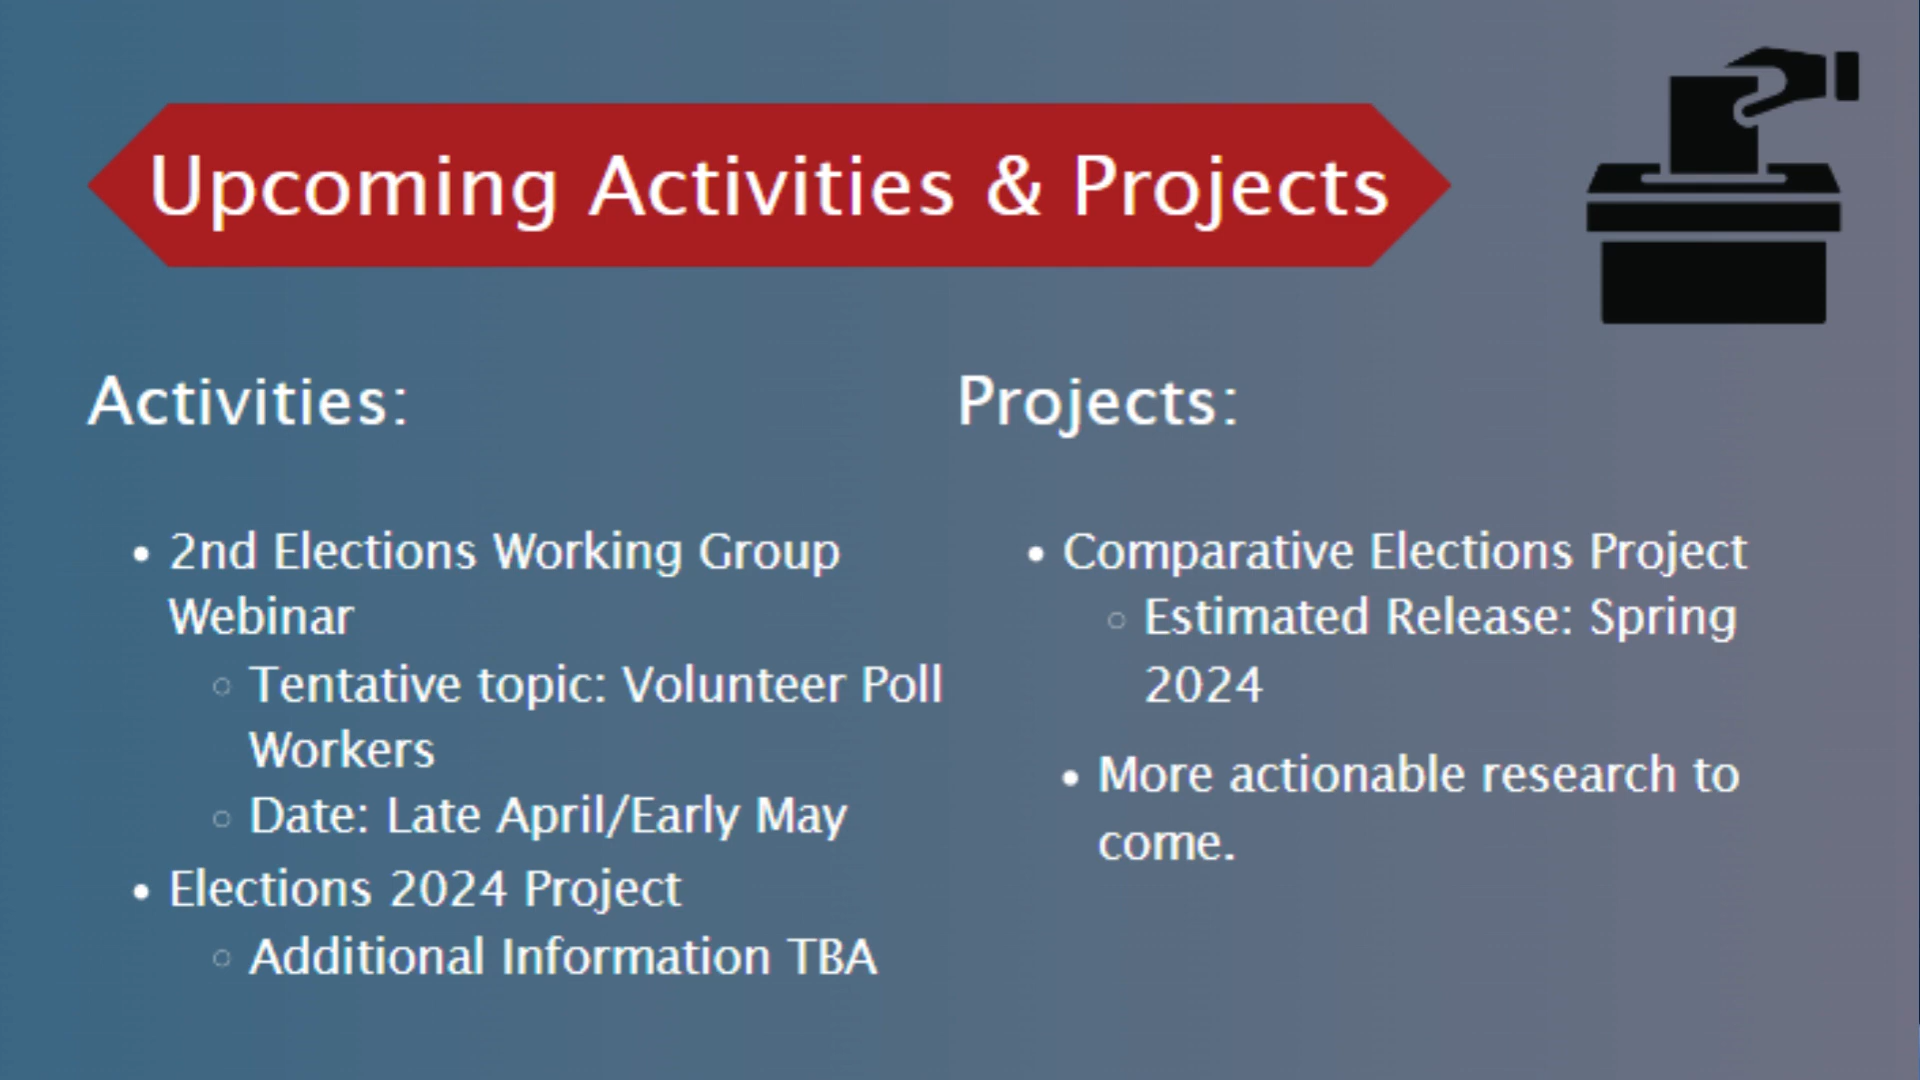 Upcoming Activities & Projects
Activities:
• 2nd Elections Working Group
Webinar
○ Tentative topic: Volunteer Poll
Workers
○ Date: Late April/Early May
• Elections 2024 Project
○ Additional Information TBA
Projects:
• Comparative Elections Project
○ Estimated Release: Spring
2024
• More actionable research to
come.